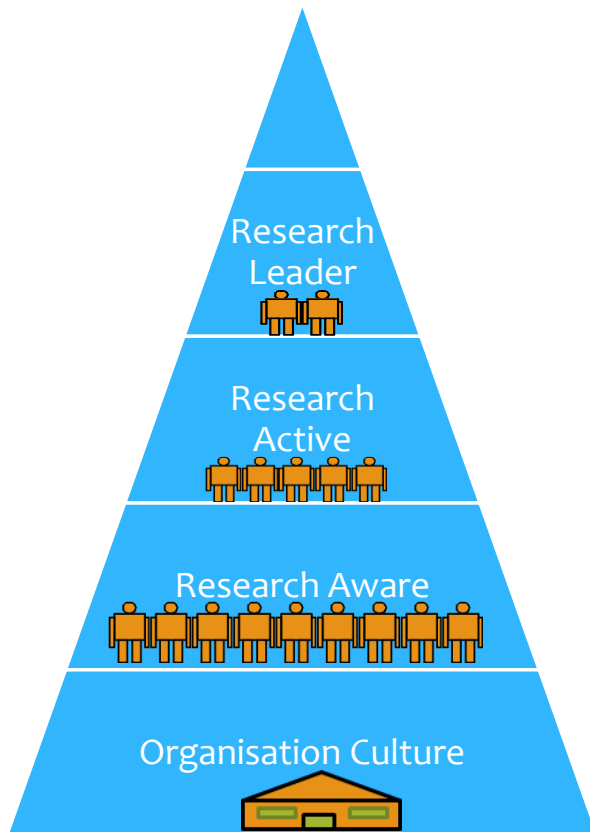 Research
Leader
Research
Active
Research Aware
Organisation Culture